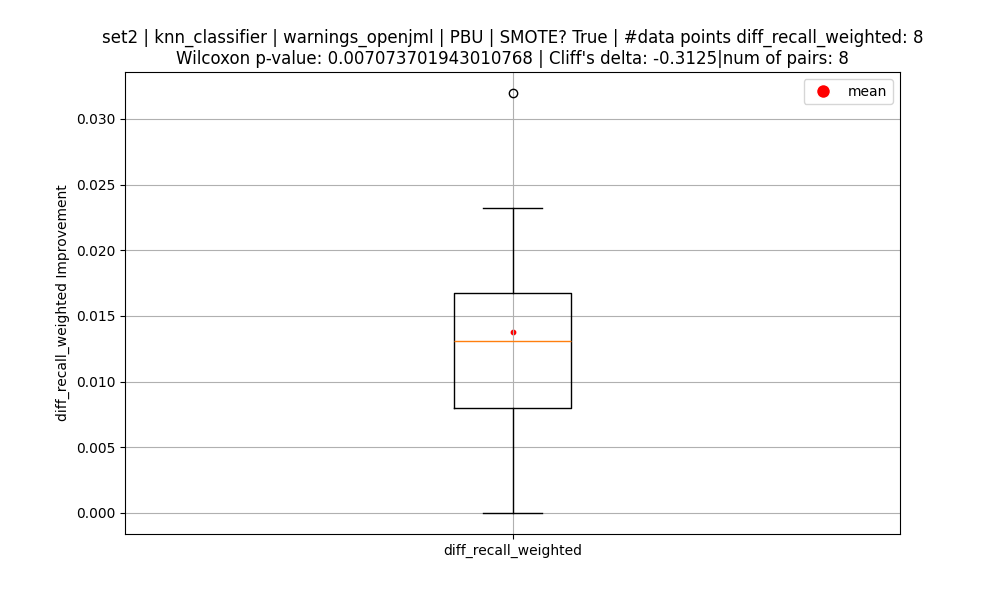 set2 | knn_classifier | warnings_openjml | PBU | SMOTE? True | #data points diff_recall_weighted: 8
Wilcoxon p-value: 0.007073701943010768 | Cliff's delta: -0.3125|num of pairs: 8
mean
0.030
0.025
0.020
0.015
0.010
0.005
0.000
diff_recall_weighted Improvement
diff_recall_weighted